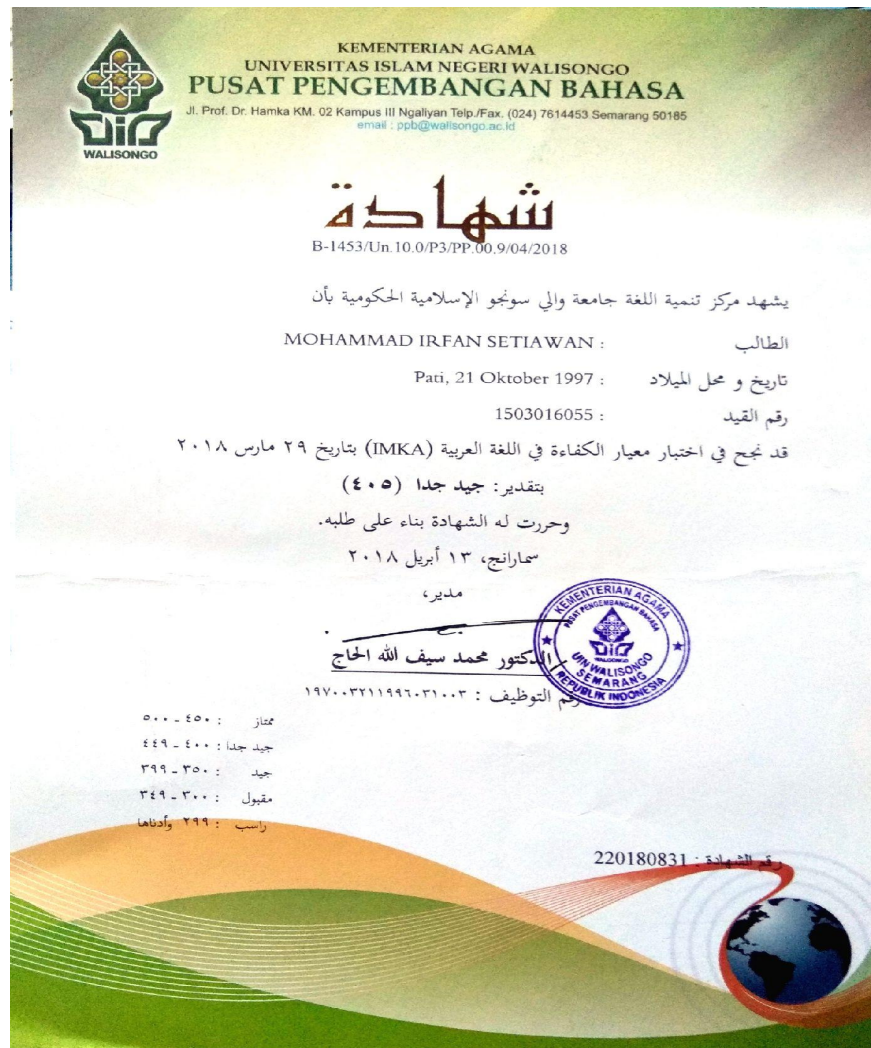 KEMENTERIAN AGAMA
UNIVERSITAS ISLAM NEGERI WALISONGO
PUSAT PENGEMBANGAN BAHASA
Jl. Prof. Dr. Hamka KM. 02 Kampus III Ngaliyan Telp./Fax. (024) 7614453 Semarang 50185
email : ppb@walisongo.ac.id
WALISONGO
شهادة
B-1453/Un.10.0/P3/PP.00.9/04/2018
يشهد مركز تنمية اللغة جامعة والي سونجو الإسلامية الحكومية بأن
الطالب : MOHAMMAD IRFAN SETIAWAN
تاريخ و محل الميلاد : Pati, 21 Oktober 1997
رقم القيد : 1503016055
قد نجح في اختبار معيار الكفاءة في اللغة العربية (IMKA) بتاريخ ٢٩ مارس ٢٠١٨
بتقدير: جيد جدا (٤٠٥)
وحررت له الشهادة بناء على طلبه.
سمارانج، ١٣ أبريل ٢٠١٨
مدير،
الدكتور محمد سيف الله الحاج
رقم التوظيف : ١٩٧٠٠٣٢١١٩٩٦٠٣١٠٠٣
KEMENTERIAN AGAMA
PUSAT PENGEMBANGAN BAHASA
WALISONGO
UIN WALISONGO
SEMARANG
REPUBLIK INDONESIA
ممتاز : ٤٥٠ - ٥٠٠
جيد جدا : ٤٠٠ - ٤٤٩
جيد : ٣٥٠ - ٣٩٩
مقبول : ٣٠٠ - ٣٤٩
راسب : ٢٩٩ وأدناها
رقم الشهادة : 220180831